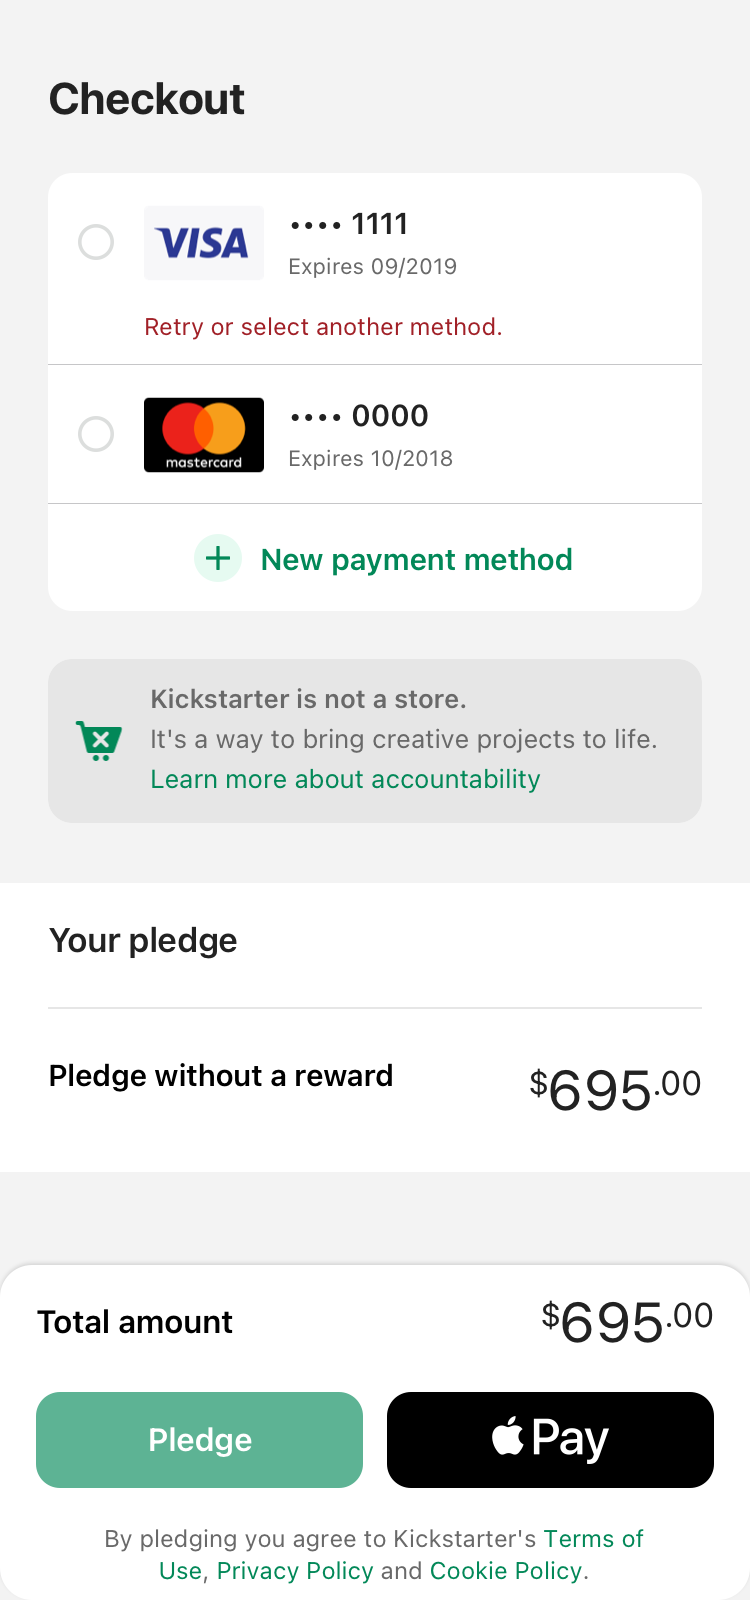 Checkout
VISA
•••• 1111
Expires 09/2019
Retry or select another method.
mastercard
•••• 0000
Expires 10/2018
+ New payment method
Kickstarter is not a store.
It's a way to bring creative projects to life.
Learn more about accountability
Your pledge
Pledge without a reward
$695.00
Total amount
$695.00
Pledge
Pay
By pledging you agree to Kickstarter's Terms of
Use, Privacy Policy and Cookie Policy.